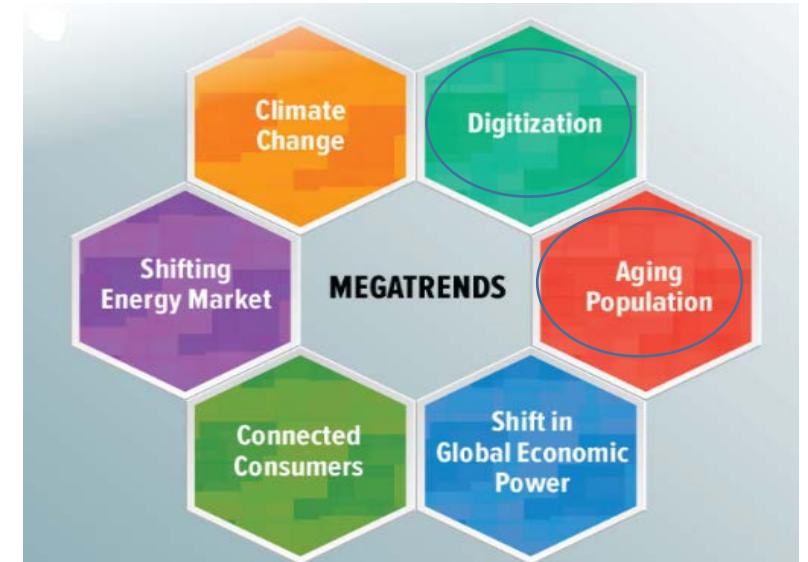 Climate
Change
Digitization
Shifting
Energy Market
MEGATRENDS
Aging
Population
Connected
Consumers
Shift in
Global Economic
Power